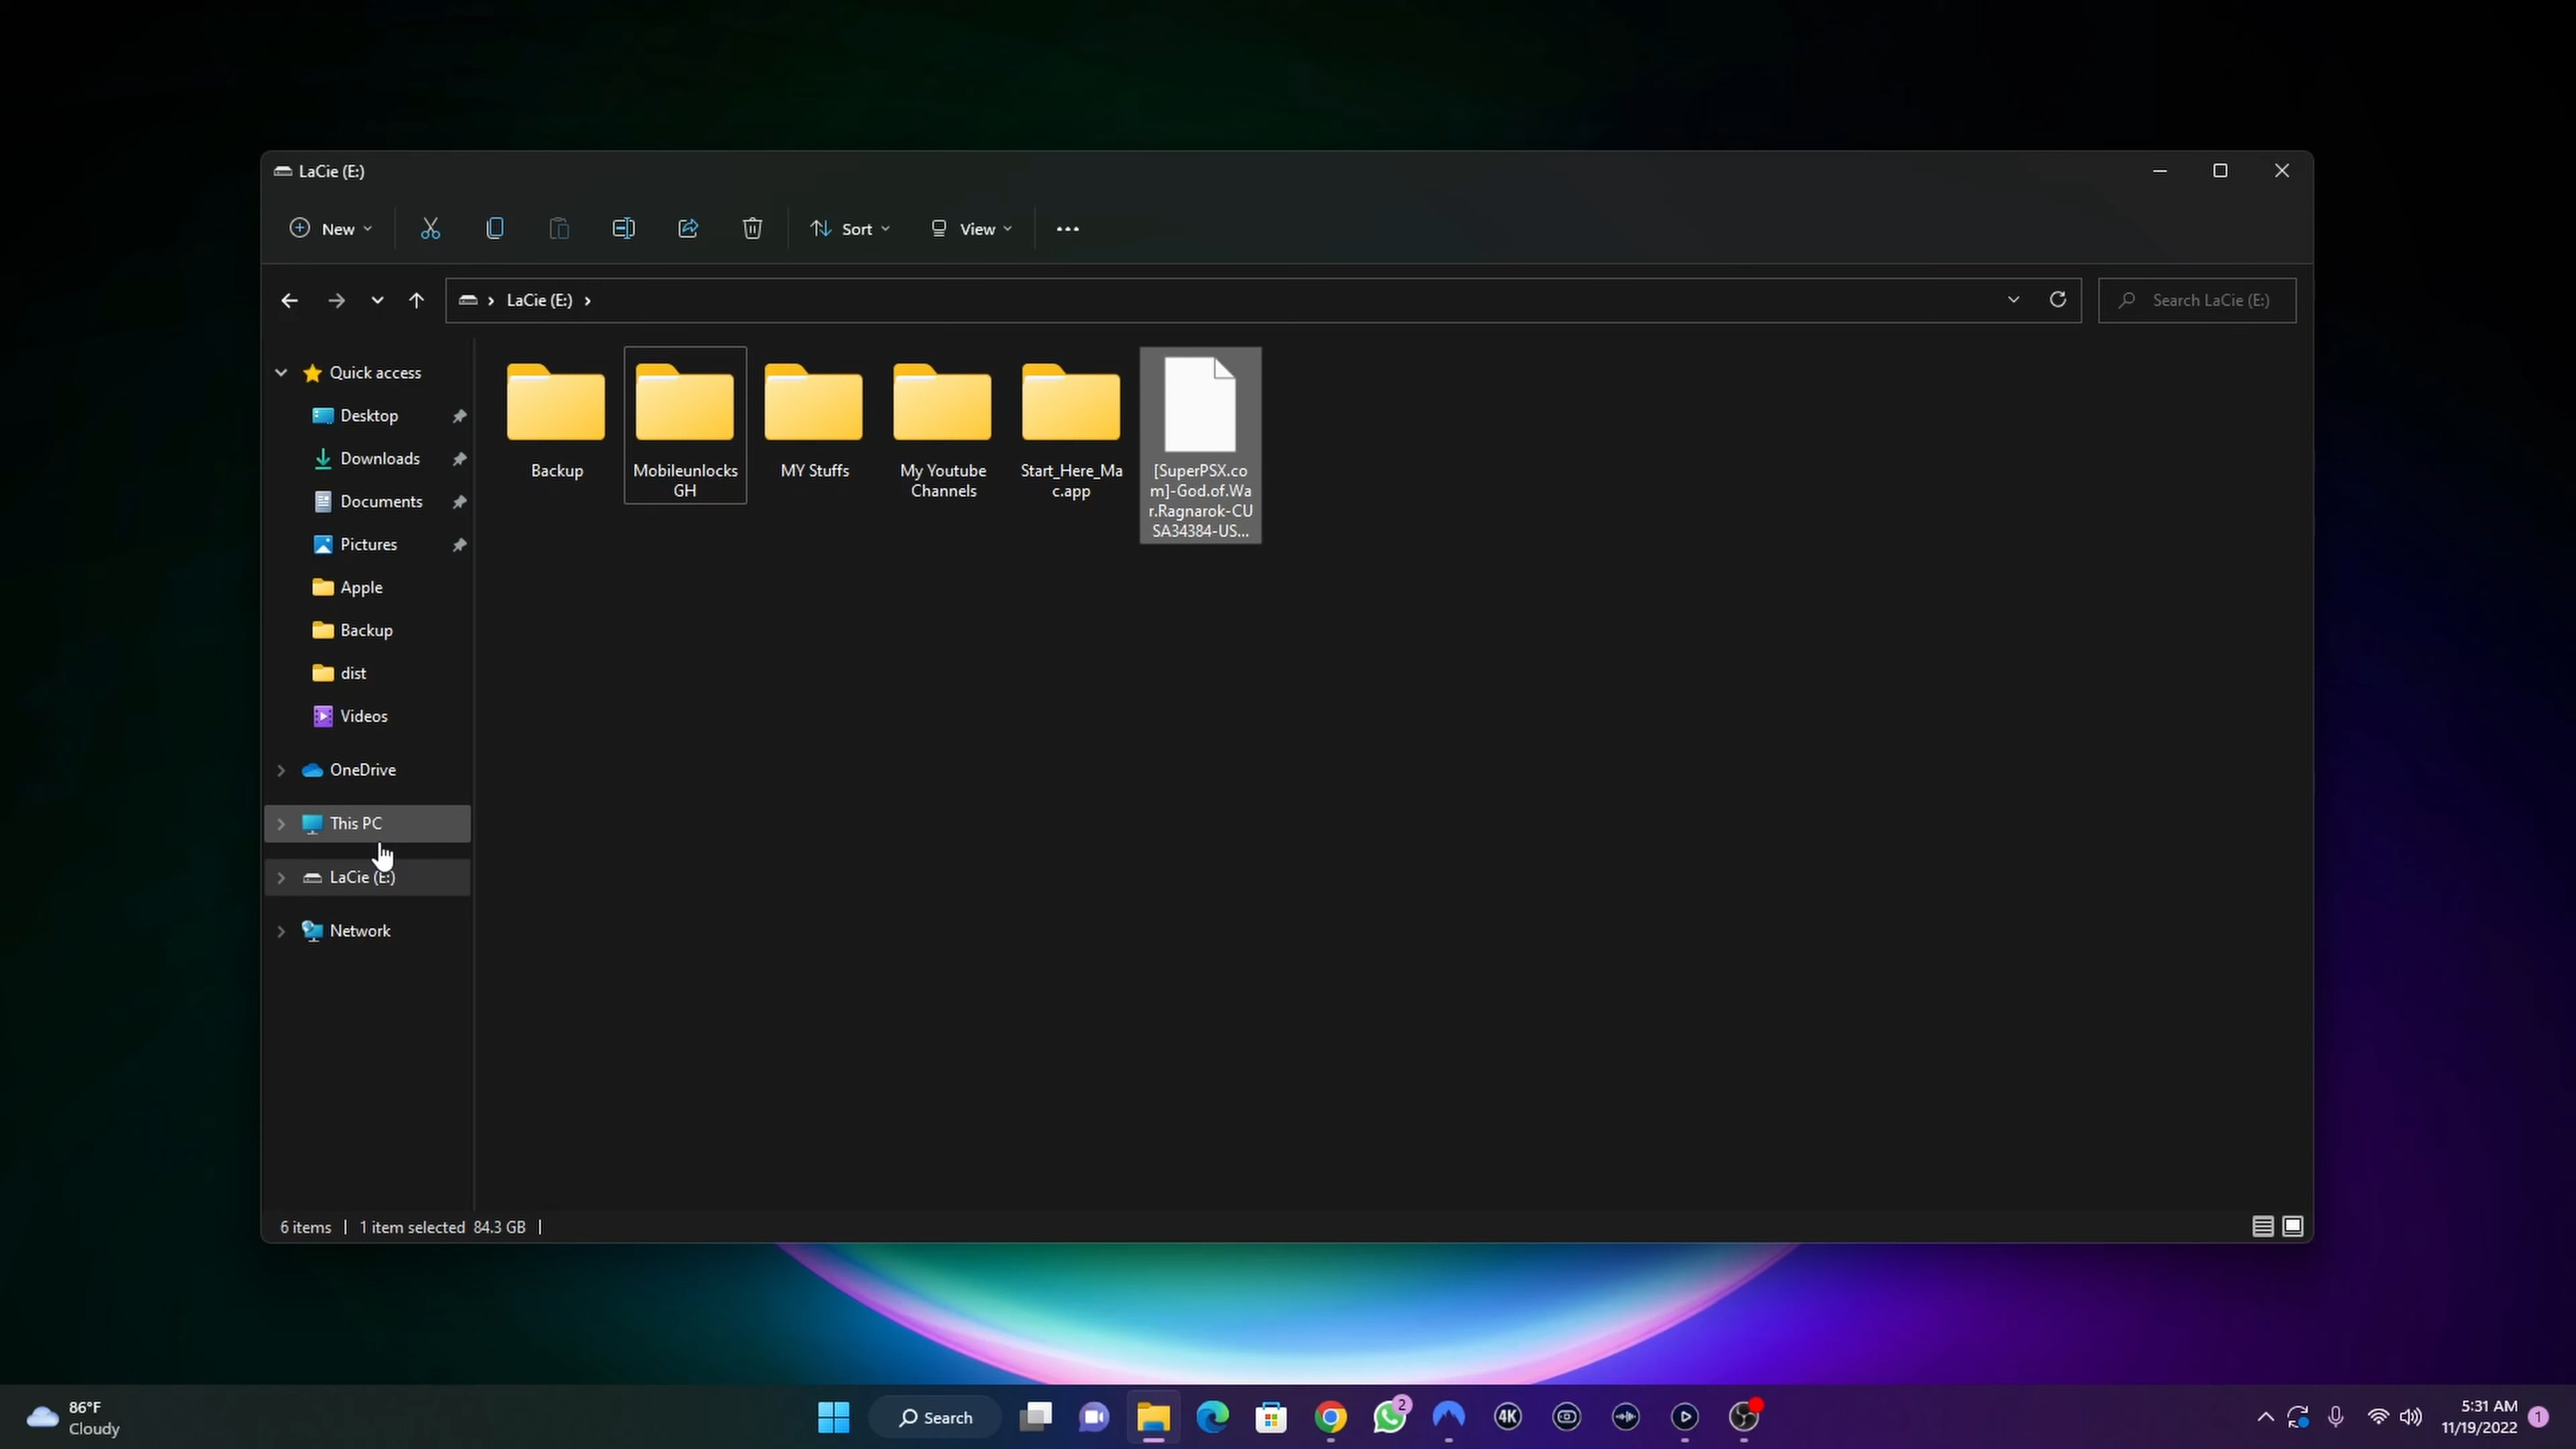 LaCie (E:)
New
Sort
View
LaCie (E:)
Search LaCie (E:)
Quick access
Desktop
Downloads
Documents
Pictures
Apple
Backup
dist
Videos
OneDrive
This PC
LaCie (E:)
Network
Backup
Mobileunlocks
GH
MY Stuffs
My Youtube
Channels
Start_Here_Ma
c.app
[SuperPSX.co
m]-God.of.Wa
r.Ragnarok-CU
SA34384-US...
6 items
1 item selected 84.3 GB
86°F
Cloudy
Search
2
4K
5:31 AM
11/19/2022
1